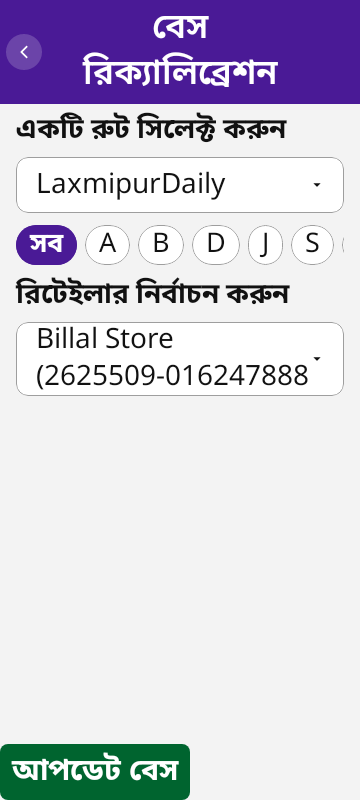 বেস
রিক্যালিব্রেশন
একটি রুট সিলেক্ট করুন
LaxmipurDaily
সব A B D J S
রিটেইলার নির্বাচন করুন
Billal Store
(2625509-016247888
আপডেট বেস